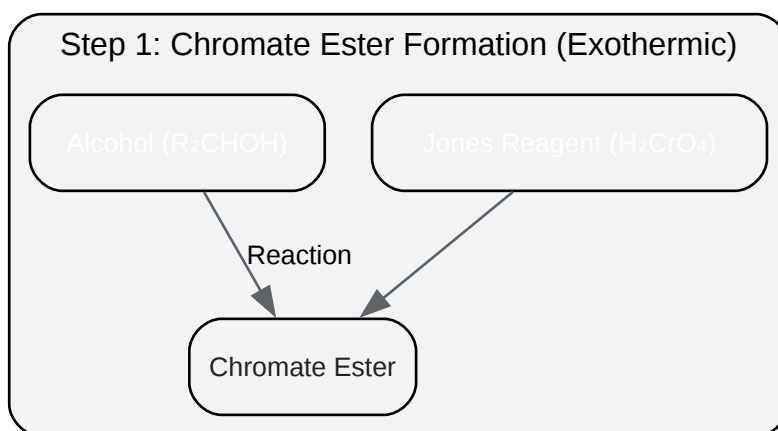 Step 1: Chromate Ester Formation (Exothermic)
Alcohol (R₂CHOH)
Jones Reagent (H₂CrO₄)
Reaction
Chromate Ester